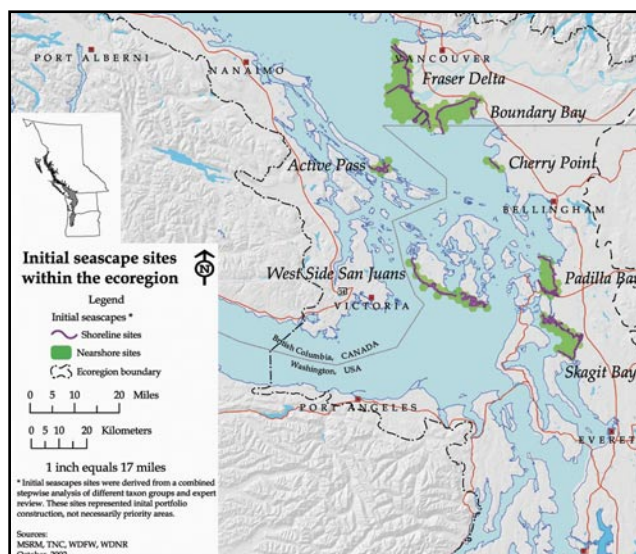 PORT ALBERNI
NANAIMO
VANCOUVER
Fraser Delta
Boundary Bay
Active Pass
Cherry Point
BELLINGHAM
Initial seascape sites
within the ecoregion
N
West Side San Juans
VICTORIA
Padilla Bay
Skagit Bay
British Columbia, CANADA
Washington, USA
PORT ANGELES
EVERET
Legend
Initial seascapes *
Shoreline sites
Nearshore sites
Ecoregion boundary
0 5 10 20 Miles
0 5 10 20
Kilometers
1 inch equals 17 miles
* Initial seascapes sites were derived from a combined
stepwise analysis of different taxon groups and expert
review. These sites represented inital portfolio
construction, not necessarily priority areas.
Sources:
MSRM, TNC, WDFW, WDNR